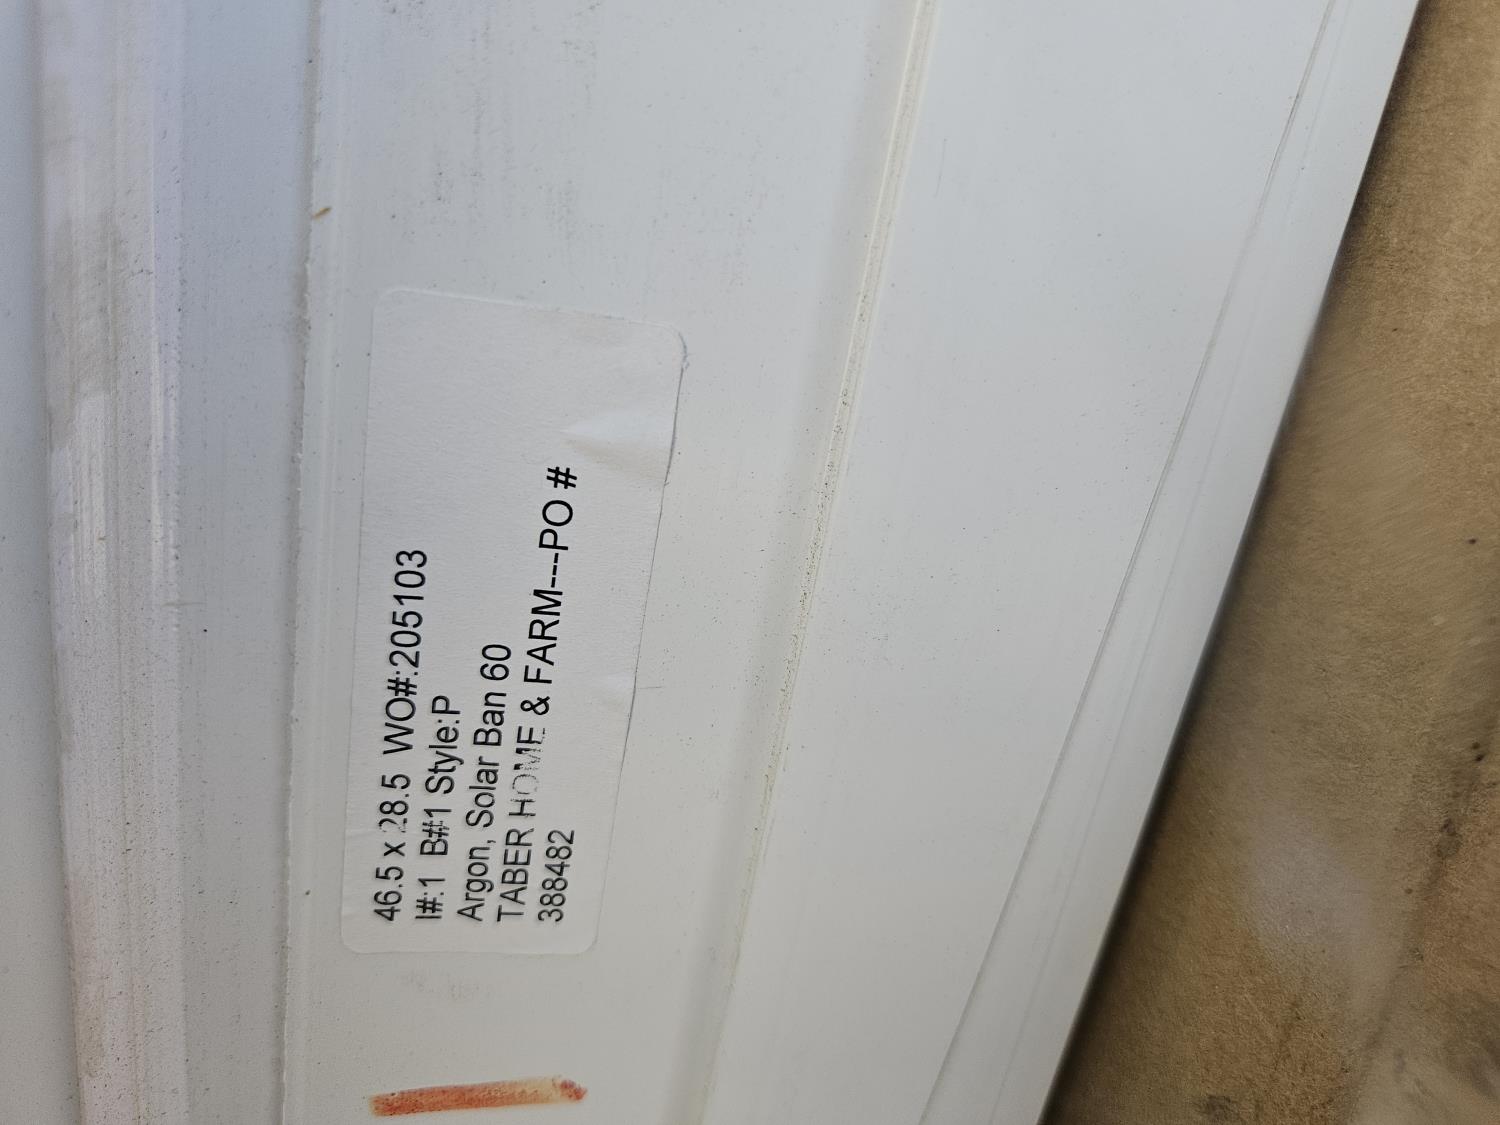 46.5 x 28.5 WO#:205103
I#:1 B#1 Style:P
Argon, Solar Ban 60
TABER HOME & FARM---PO #
388482